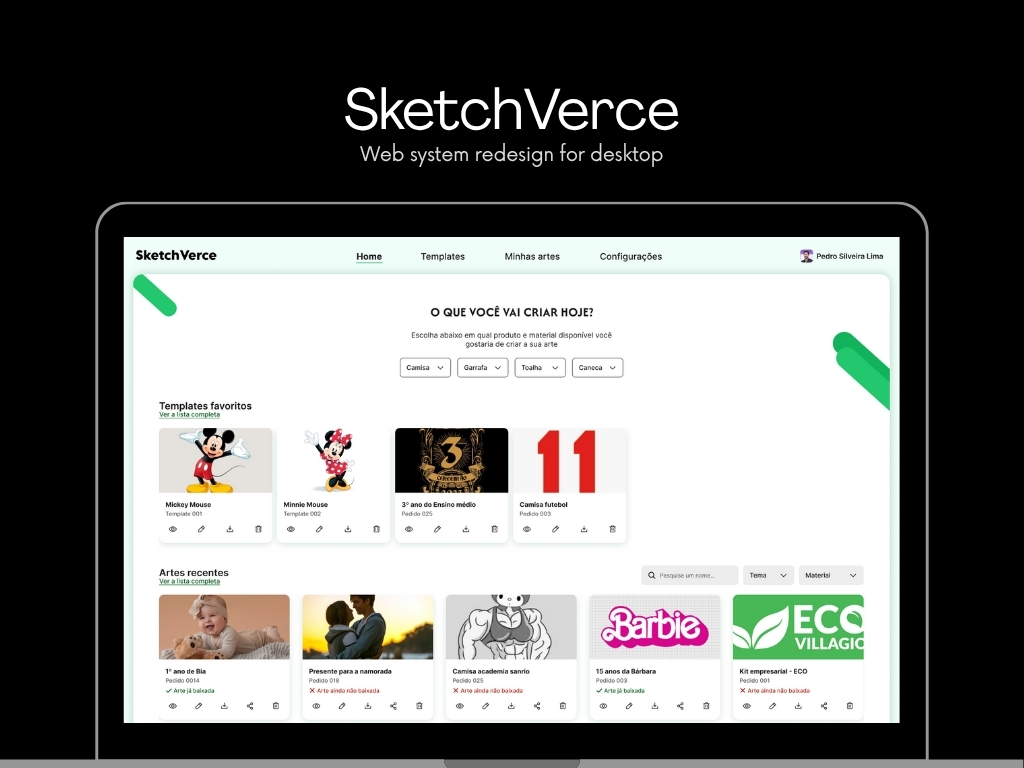 SketchVerce
Web system redesign for desktop
SketchVerce
Home Templates Minhas artes Configurações Pedro Silveira Lima
O QUE VOCÊ VAI CRIAR HOJE?
Escolha abaixo em qual produto e material disponível você
gostaria de criar a sua arte
Camisa Garrafa Toalha Caneca
Templates favoritos
Ver a lista completa
3
Mickey Mouse Minnie Mouse 3º ano do Ensino médio Camisa futebol
Template 001 Template 002 Pedido 025 Pedido 003
11
Artes recentes
Ver a lista completa
Pesquise um nome... Tema Material
Barbie
ECO
VILLAGIO
1º ano de Bia Presente para a namorada Camisa academia sanrio 15 anos da Bárbara Kit empresarial - ECO
Pedido 0014 Pedido 018 Pedido 025 Pedido 003 Pedido 001
Arte já baixada Arte ainda não baixada Arte ainda não baixada Arte já baixada Arte ainda não baixada